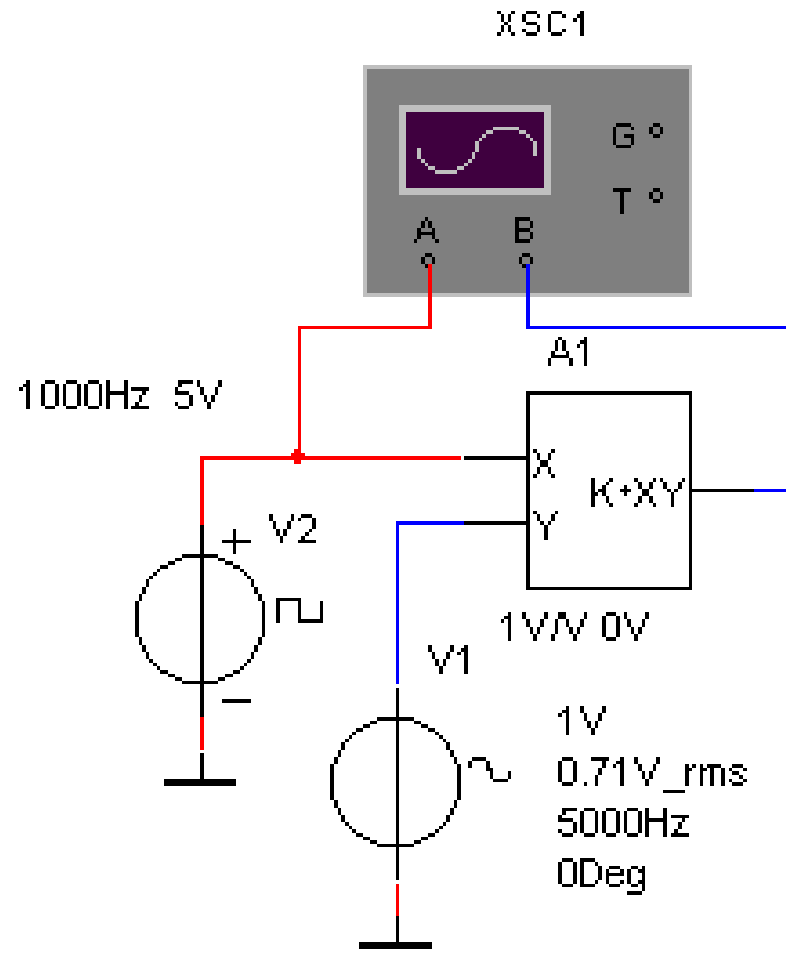 XSC1
G
T
A
B
A1
1000Hz 5V
X
K+XY
Y
V2
+
1V/V 0V
V1
−
1V
0.71V_rms
5000Hz
0Deg